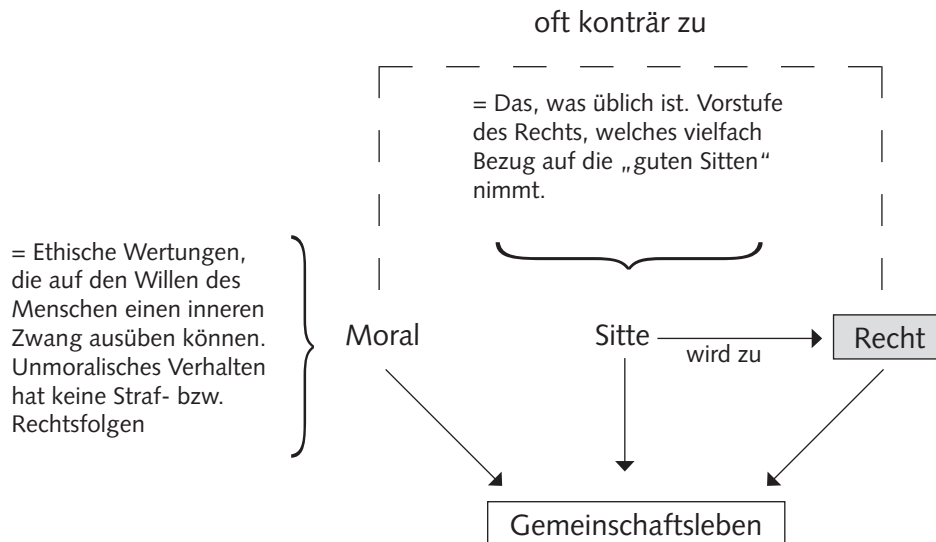 oft konträr zu
= Das, was üblich ist. Vorstufe
des Rechts, welches vielfach
Bezug auf die „guten Sitten“
nimmt.
= Ethische Wertungen,
die auf den Willen des
Menschen einen inneren
Zwang ausüben können.
Unmoralisches Verhalten
hat keine Straf- bzw.
Rechtsfolgen
Moral
Sitte
wird zu
Recht
Gemeinschaftsleben